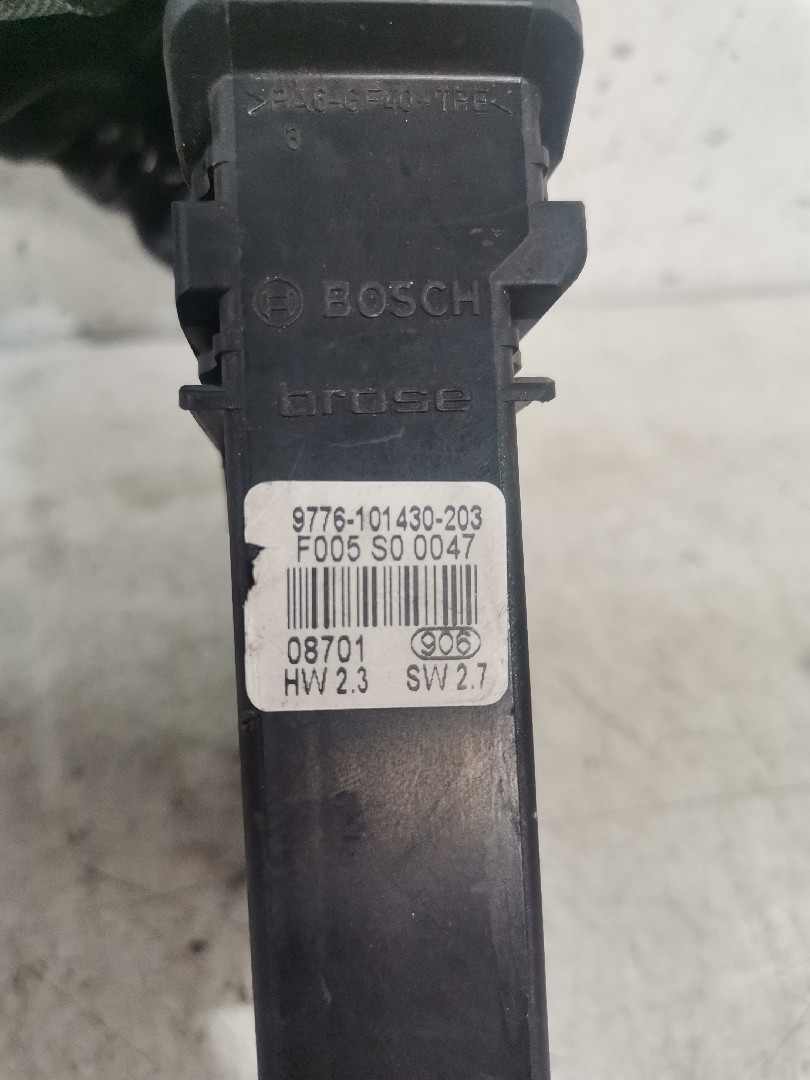 >PA6-GF40+TPE<
3
BOSCH
brose
9776-101430-203
F005 S0 0047
08701 906
HW 2.3 SW 2.7